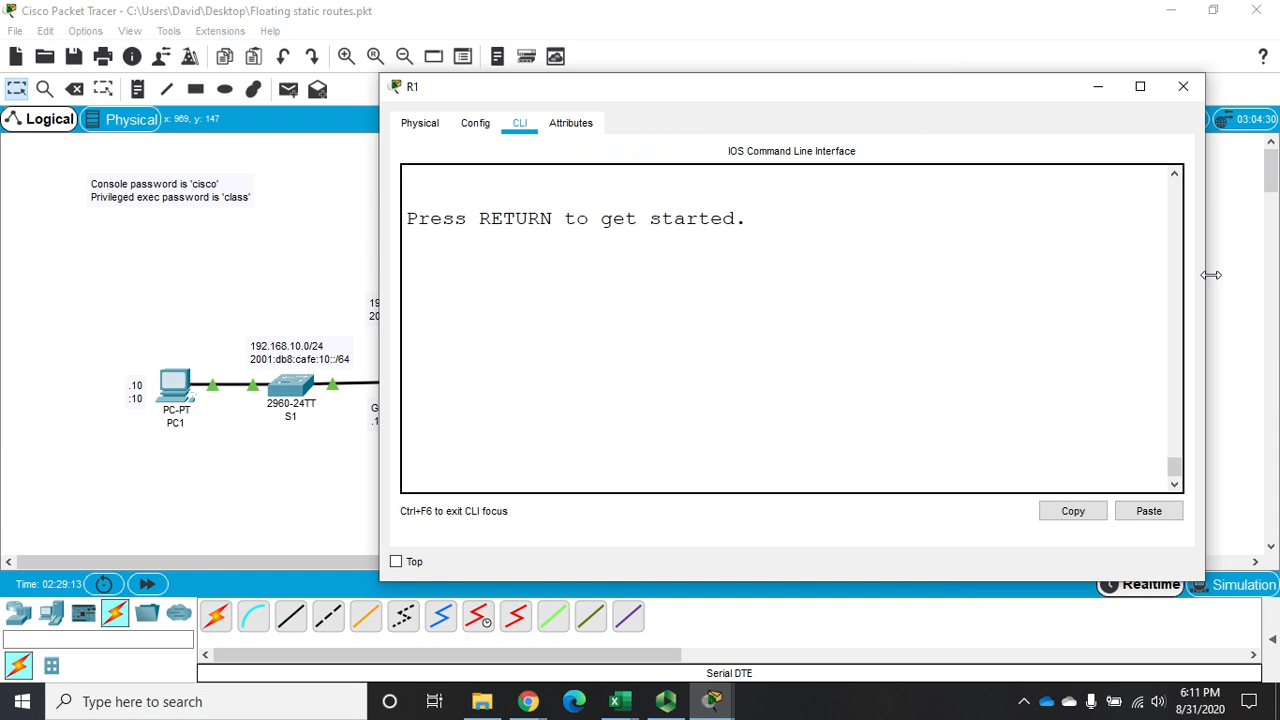 Cisco Packet Tracer - C:\Users\David\Desktop\Floating static routes.pkt
File Edit Options View Tools Extensions Help
R1
Logical Physical x: 969, y: 147
03:04:30
Physical Config CLI Attributes
IOS Command Line Interface
Console password is 'cisco'
Privileged exec password is 'class'
Press RETURN to get started.
19
20
192.168.10.0/24
2001:db8:cafe:10::/64
.10
:10
PC-PT
PC1
2960-24TT
S1
G
.1
Ctrl+F6 to exit CLI focus
Copy Paste
Top
Time: 02:29:13
Realtime Simulation
Serial DTE
Type here to search
6:11 PM
8/31/2020